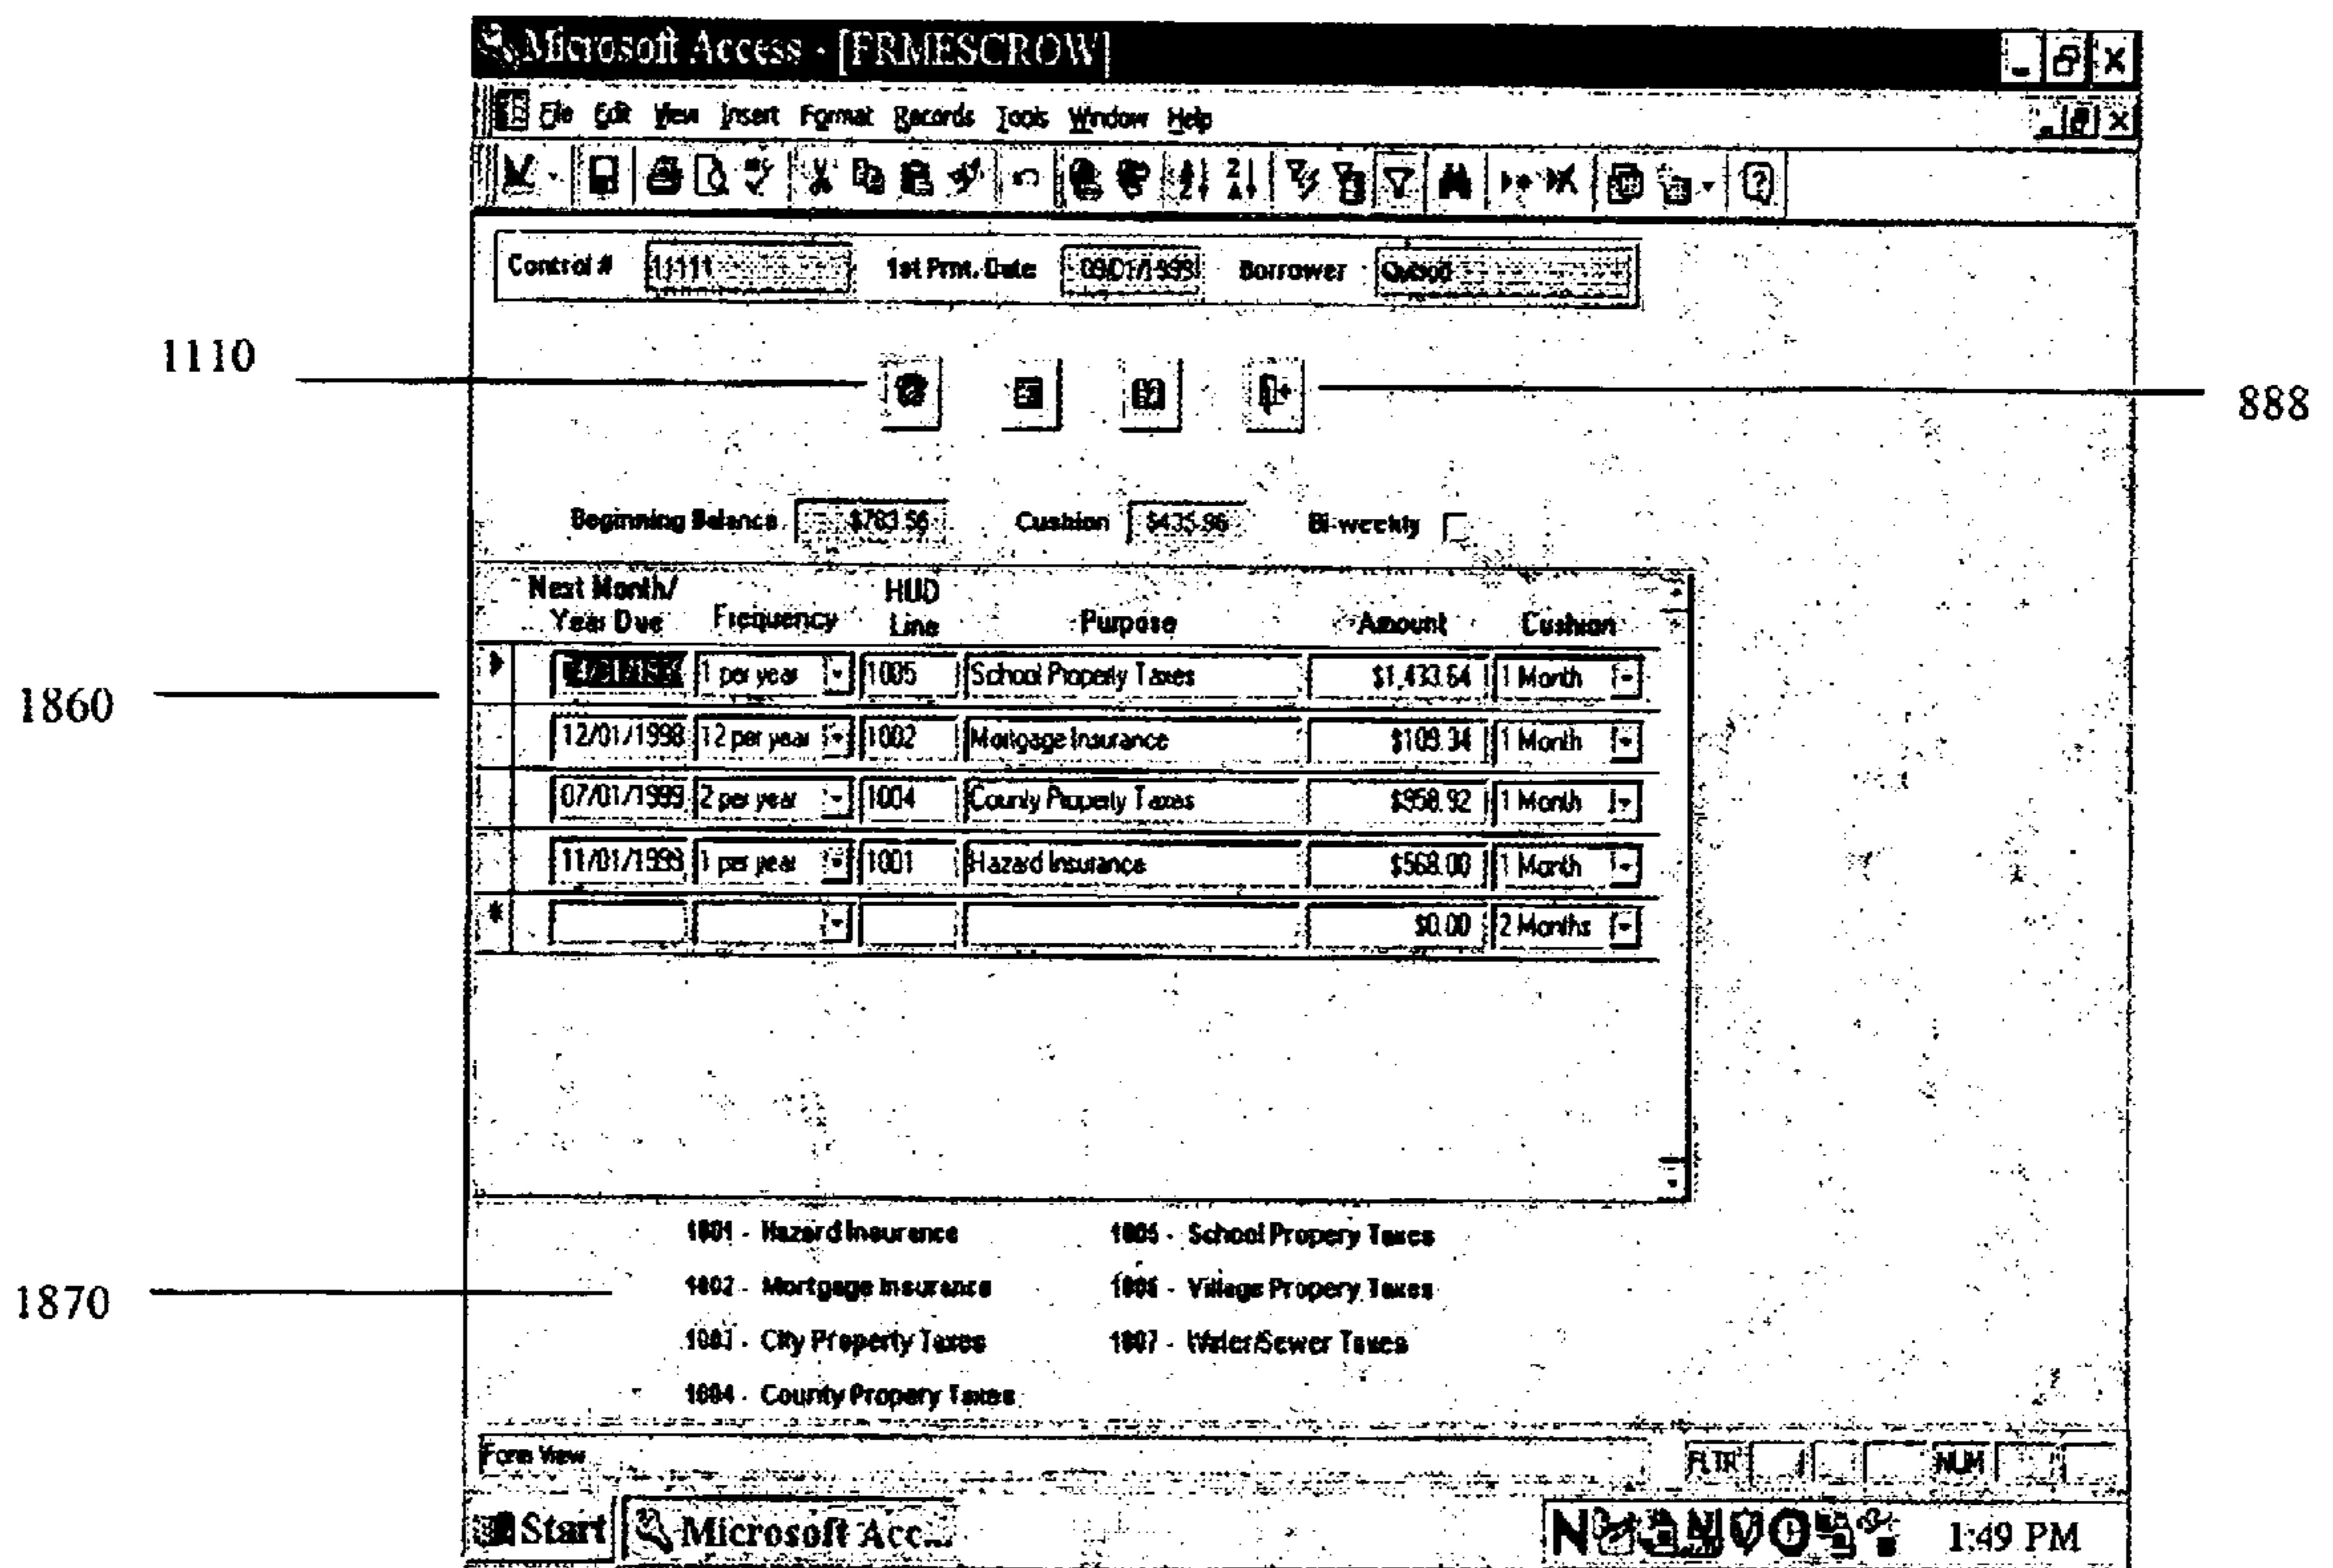 Microsoft Access - [FRMESCROW]
File Edit View Insert Format Records Tools Window Help
Control # 11111 1st Pmt. Date Borrower
1110
888
Beginning Balance $783.56 Cushion $435.96 Bi-weekly
Next Month/ Year Due Frequency HUD Line Purpose Amount Cushion
1 per year 1005 School Property Taxes $1,433.64 1 Month
1860
12/01/1998 12 per year 1002 Mortgage Insurance $109.34 1 Month
07/01/1999 2 per year 1004 County Property Taxes $958.92 1 Month
11/01/1999 1 per year 1001 Hazard Insurance $568.00 1 Month
* $0.00 2 Months
1001 - Hazard Insurance 1005 - School Propery Taxes
1870
1002 - Mortgage Insurance 1006 - Village Propery Taxes
1003 - City Property Taxes 1007 - Water/Sewer Taxes
1004 - County Propery Taxes
Form View FLTR NUM
Start Microsoft Acc... 1:49 PM